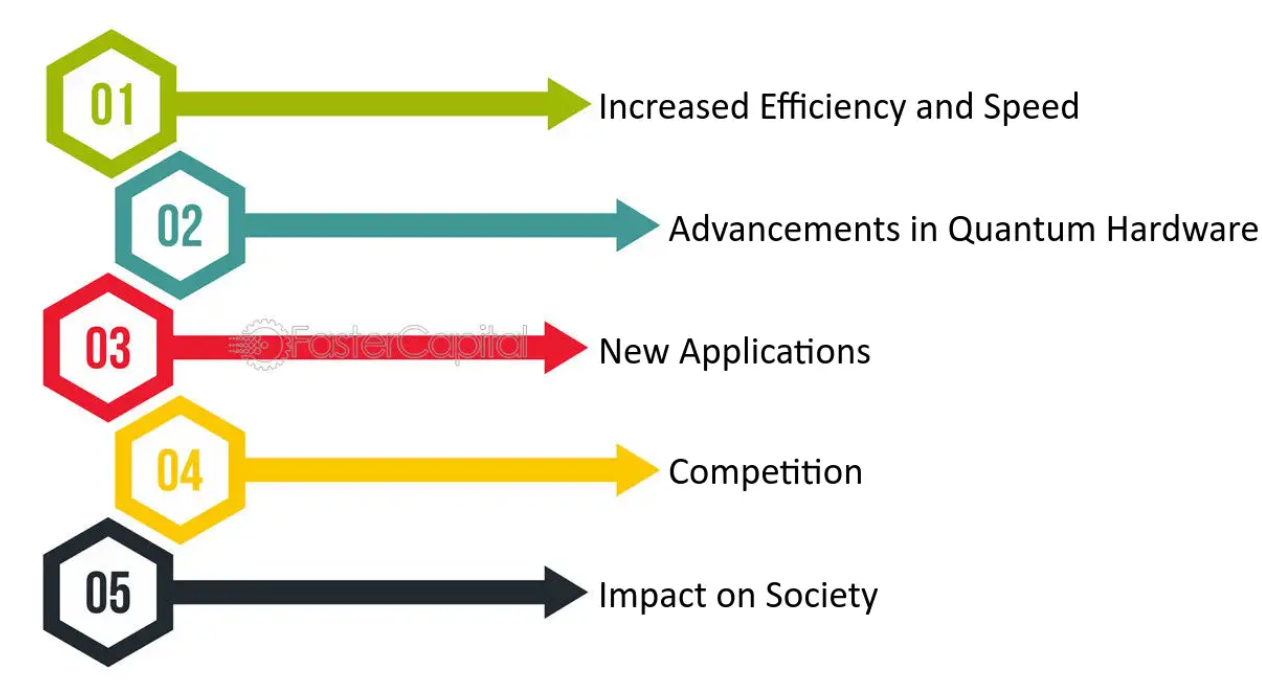 01
Increased Efficiency and Speed
02
Advancements in Quantum Hardware
03
FasterCapital
New Applications
04
Competition
05
Impact on Society